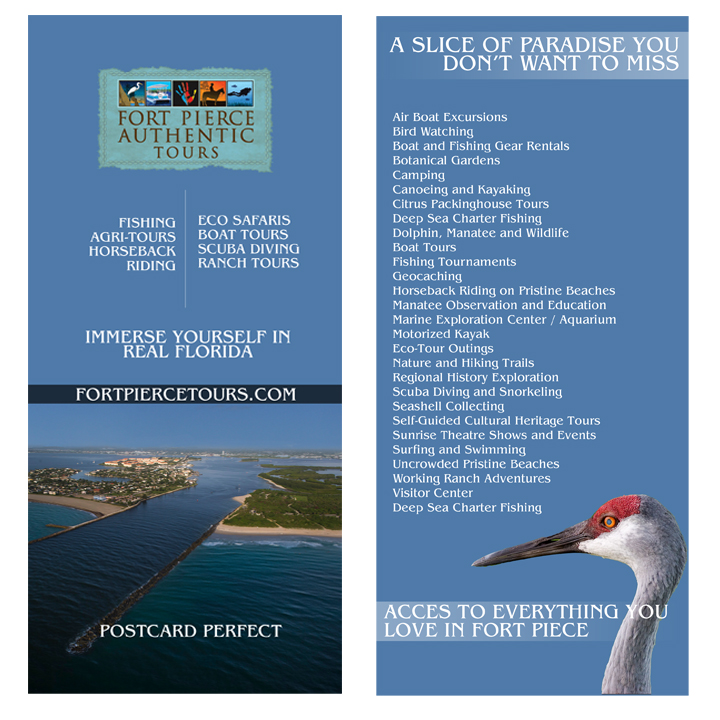 FORT PIERCE
AUTHENTIC
TOURS
FISHING
AGRI-TOURS
HORSEBACK
RIDING
ECO SAFARIS
BOAT TOURS
SCUBA DIVING
RANCH TOURS
IMMERSE YOURSELF IN
REAL FLORIDA
FORTPIERCETOURS.COM
POSTCARD PERFECT
A SLICE OF PARADISE YOU
DON'T WANT TO MISS
Air Boat Excursions
Bird Watching
Boat and Fishing Gear Rentals
Botanical Gardens
Camping
Canoeing and Kayaking
Citrus Packinghouse Tours
Deep Sea Charter Fishing
Dolphin, Manatee and Wildlife
Boat Tours
Fishing Tournaments
Geocaching
Horseback Riding on Pristine Beaches
Manatee Observation and Education
Marine Exploration Center / Aquarium
Motorized Kayak
Eco-Tour Outings
Nature and Hiking Trails
Regional History Exploration
Scuba Diving and Snorkeling
Seashell Collecting
Self-Guided Cultural Heritage Tours
Sunrise Theatre Shows and Events
Surfing and Swimming
Uncrowded Pristine Beaches
Working Ranch Adventures
Visitor Center
Deep Sea Charter Fishing
ACCES TO EVERYTHING YOU
LOVE IN FORT PIECE